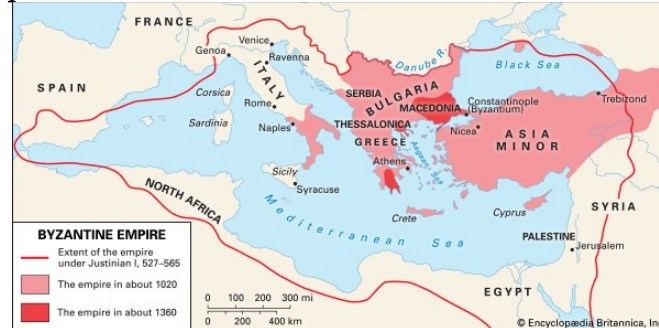 FRANCE
Venice
Genoa
Ravenna
Danube R.
Black Sea
SPAIN
ITALY
Corsica
SERBIA
BULGARIA
Rome
MACEDONIA
Constantinople
(Byzantium)
Trebizond
Sardinia
Naples
THESSALONICA
Nicea
ASIA
MINOR
GREECE
Aegean Sea
Athens
Sicily
Syracuse
NORTH AFRICA
Mediterranean Sea
Crete
Cyprus
SYRIA
PALESTINE
Jerusalem
EGYPT
BYZANTINE EMPIRE
Extent of the empire
under Justinian I, 527–565
The empire in about 1020
The empire in about 1360
0 100 200 300 mi
0 200 400 km
© Encyclopædia Britannica, In